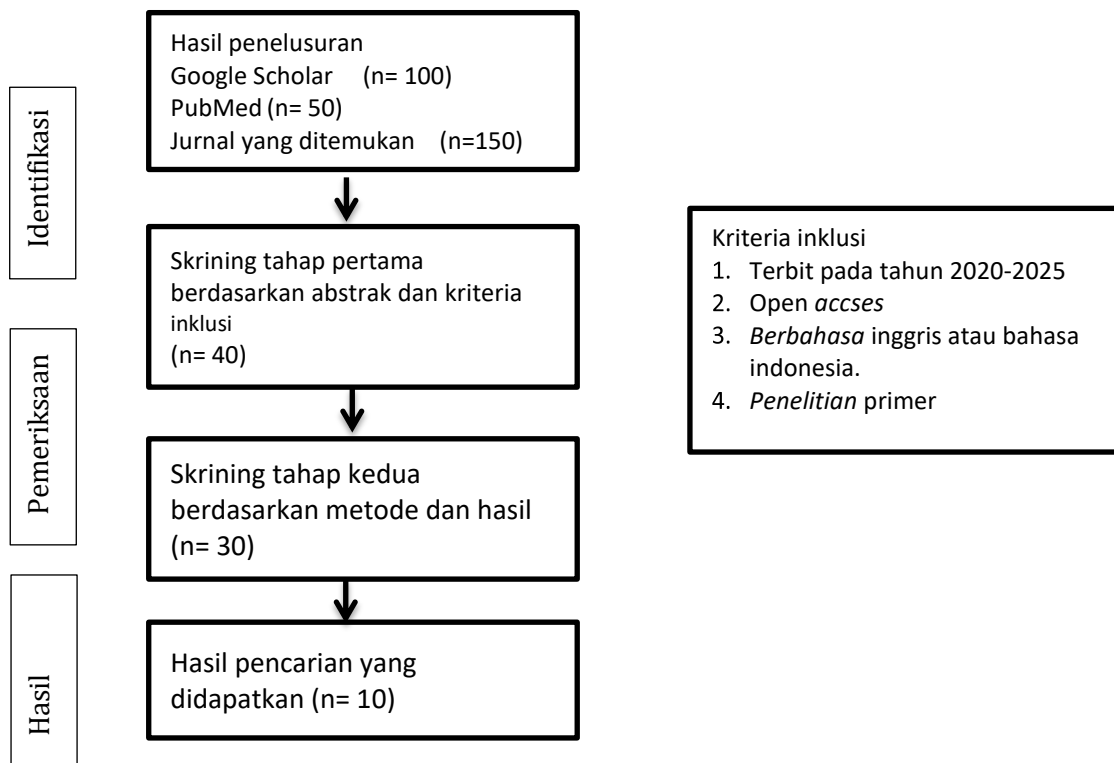 Identifikasi
Hasil penelusuran
Google Scholar (n= 100)
PubMed (n= 50)
Jurnal yang ditemukan (n=150)
Skrining tahap pertama
berdasarkan abstrak dan kriteria
inklusi
(n= 40)
Kriteria inklusi
1. Terbit pada tahun 2020-2025
2. Open accses
3. Berbahasa inggris atau bahasa
indonesia.
4. Penelitian primer
Pemeriksaan
Skrining tahap kedua
berdasarkan metode dan hasil
(n= 30)
Hasil
Hasil pencarian yang
didapatkan (n= 10)